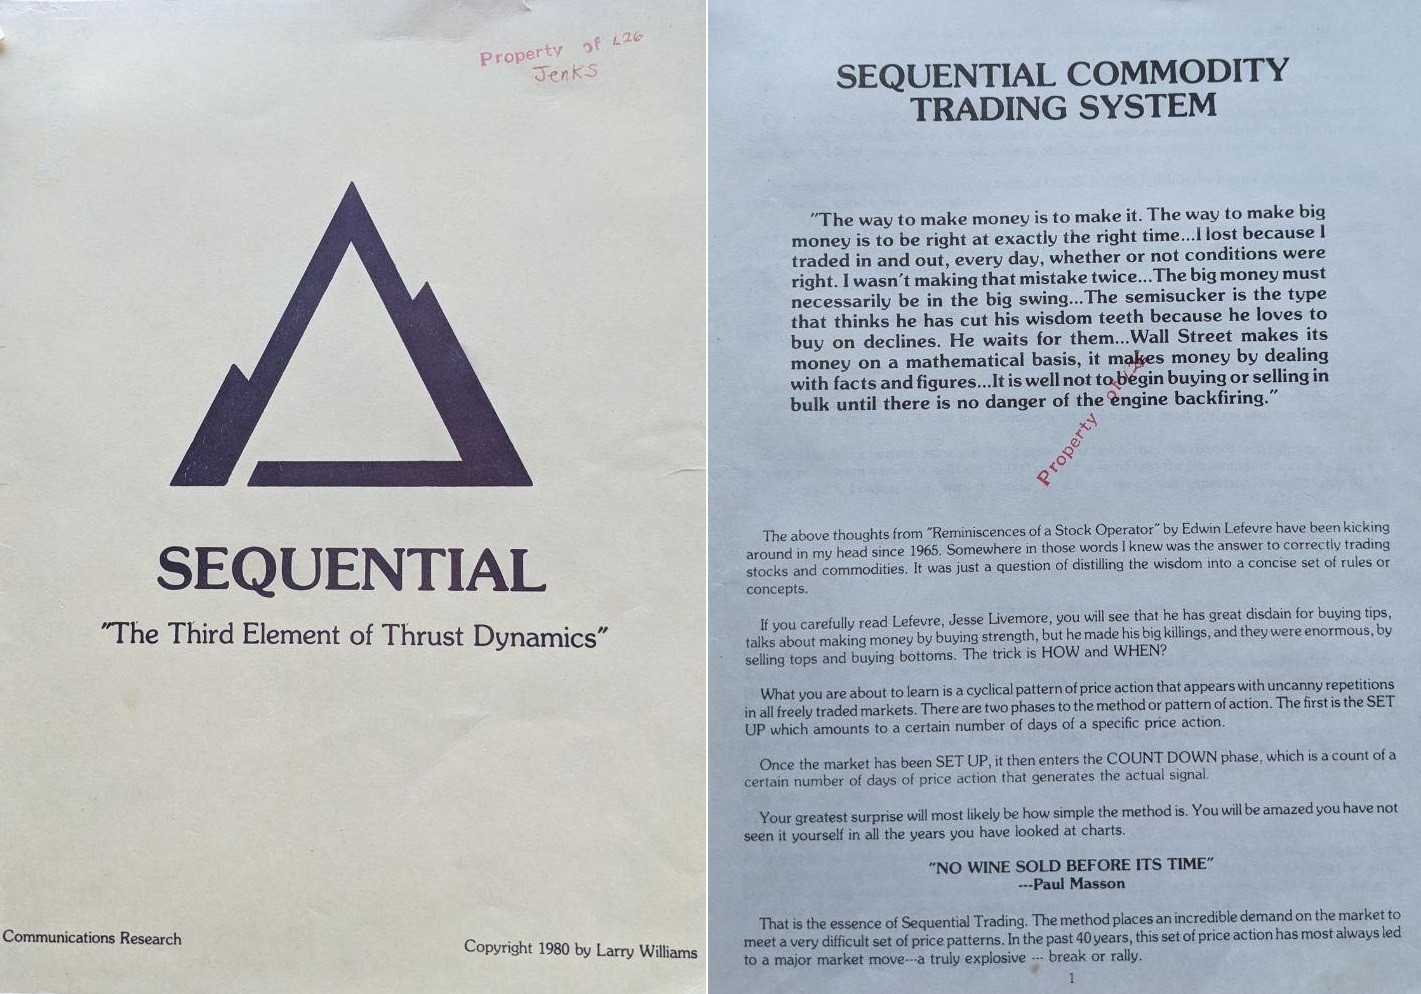 Property of L26
Jenks
SEQUENTIAL
"The Third Element of Thrust Dynamics"
Communications Research
Copyright 1980 by Larry Williams
SEQUENTIAL COMMODITY
TRADING SYSTEM
"The way to make money is to make it. The way to make big
money is to be right at exactly the right time...I lost because I
traded in and out, every day, whether or not conditions were
right. I wasn't making that mistake twice...The big money must
necessarily be in the big swing...The semisucker is the type
that thinks he has cut his wisdom teeth because he loves to
buy on declines. He waits for them...Wall Street makes its
money on a mathematical basis, it makes money by dealing
with facts and figures...It is well not to begin buying or selling in
bulk until there is no danger of the engine backfiring."
Property of
The above thoughts from "Reminiscences of a Stock Operator" by Edwin Lefevre have been kicking
around in my head since 1965. Somewhere in those words I knew was the answer to correctly trading
stocks and commodities. It was just a question of distilling the wisdom into a concise set of rules or
concepts.
If you carefully read Lefevre, Jesse Livemore, you will see that he has great disdain for buying tips,
talks about making money by buying strength, but he made his big killings, and they were enormous, by
selling tops and buying bottoms. The trick is HOW and WHEN?
What you are about to learn is a cyclical pattern of price action that appears with uncanny repetitions
in all freely traded markets. There are two phases to the method or pattern of action. The first is the SET
UP which amounts to a certain number of days of a specific price action.
Once the market has been SET UP, it then enters the COUNT DOWN phase, which is a count of a
certain number of days of price action that generates the actual signal.
Your greatest surprise will most likely be how simple the method is. You will be amazed you have not
seen it yourself in all the years you have looked at charts.
"NO WINE SOLD BEFORE ITS TIME"
---Paul Masson
That is the essence of Sequential Trading. The method places an incredible demand on the market to
meet a very difficult set of price patterns. In the past 40 years, this set of price action has most always led
to a major market move---a truly explosive --- break or rally.
1